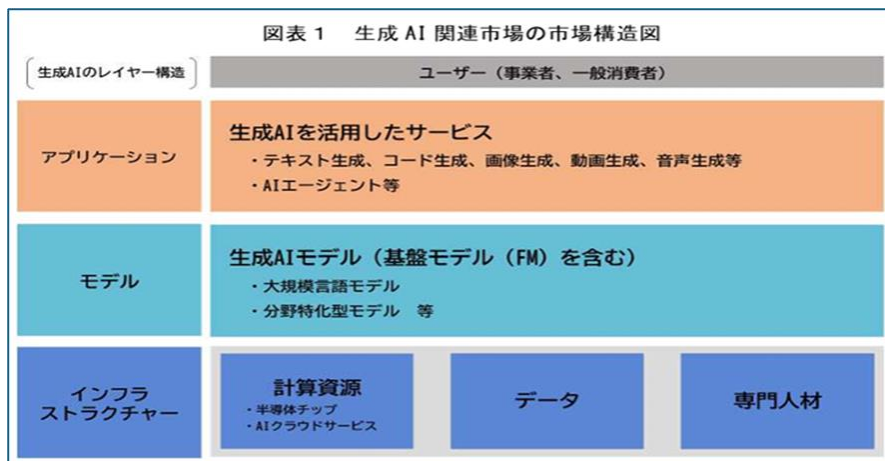 図表１　生成 AI 関連市場の市場構造図
生成AIのレイヤー構造
ユーザー（事業者、一般消費者）
アプリケーション
生成AIを活用したサービス
・テキスト生成、コード生成、画像生成、動画生成、音声生成等
・AIエージェント等
モデル
生成AIモデル（基盤モデル（FM）を含む）
・大規模言語モデル
・分野特化型モデル　等
インフラ
ストラクチャー
計算資源
・半導体チップ
・AIクラウドサービス
データ
専門人材